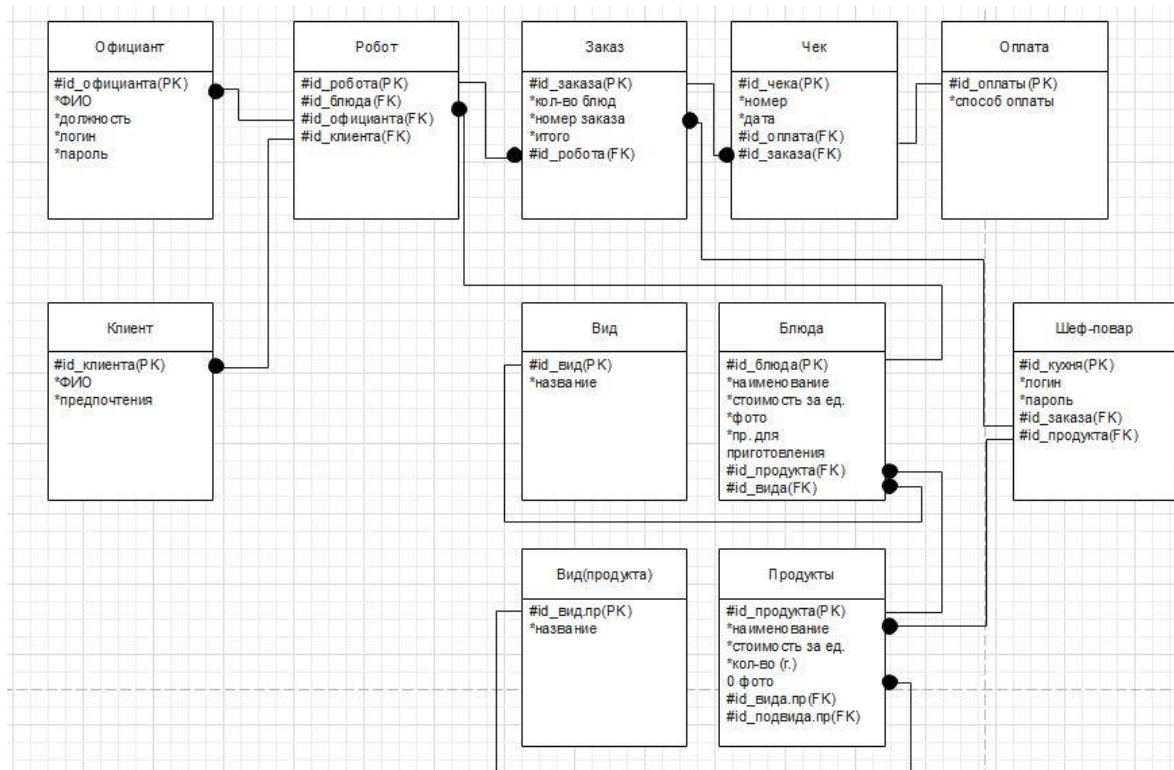 Официант
#id_официанта(PK)
*ФИО
*должность
*логин
*пароль
Робот
#id_робота(PK)
#id_блюда(FK)
#id_официанта(FK)
#id_клиента(FK)
Заказ
#id_заказа(PK)
*кол-во блюд
*номер заказа
*итого
#id_робота(FK)
Чек
#id_чека(PK)
*номер
*дата
#id_оплата(FK)
#id_заказа(FK)
Оплата
#id_оплаты(PK)
*способ оплаты
Клиент
#id_клиента(PK)
*ФИО
*предпочтения
Вид
#id_вид(PK)
*название
Блюда
#id_блюда(PK)
*наименование
*стоимость за ед.
*фото
*пр. для
приготовления
#id_продукта(FK)
#id_вида(FK)
Шеф-повар
#id_кухня(PK)
*логин
*пароль
#id_заказа(FK)
#id_продукта(FK)
Вид(продукта)
#id_вид.пр(PK)
*название
Продукты
#id_продукта(PK)
*наименование
*стоимость за ед.
*кол-во (г.)
0 фото
#id_вида.пр(FK)
#id_подвида.пр(FK)